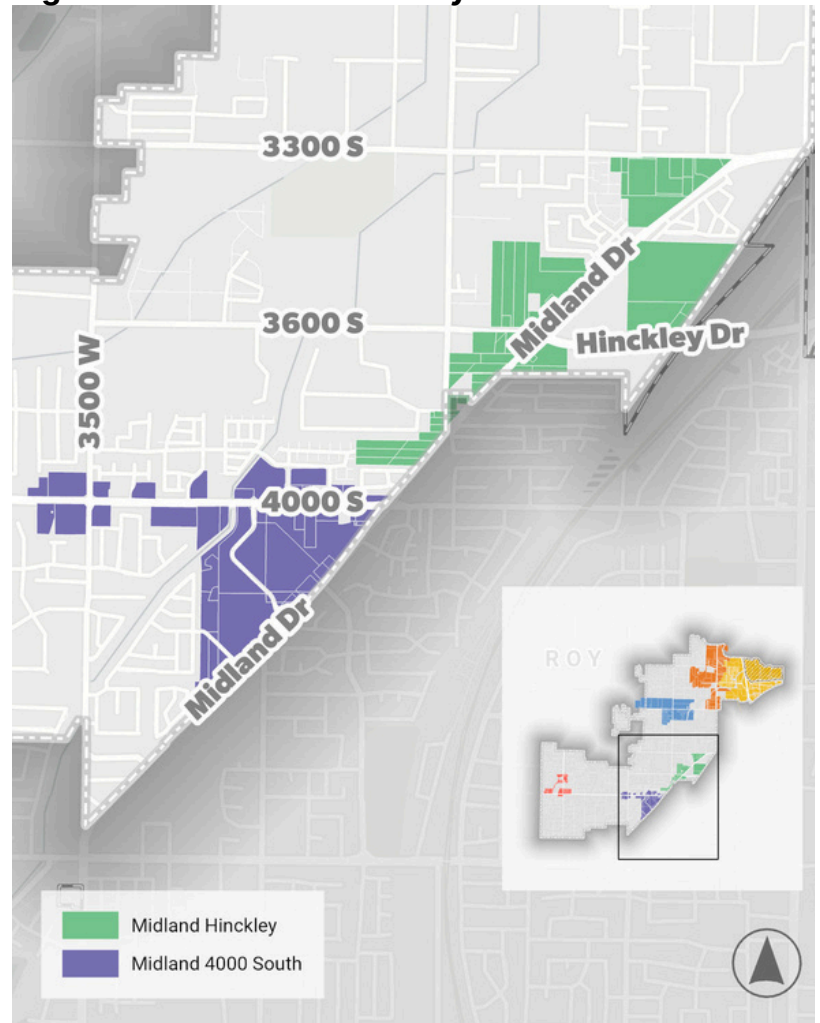 3300 S
Midland Dr
3600 S
Hinckley Dr
3500 W
4000 S
Midland Dr
ROY
Midland Hinckley
Midland 4000 South